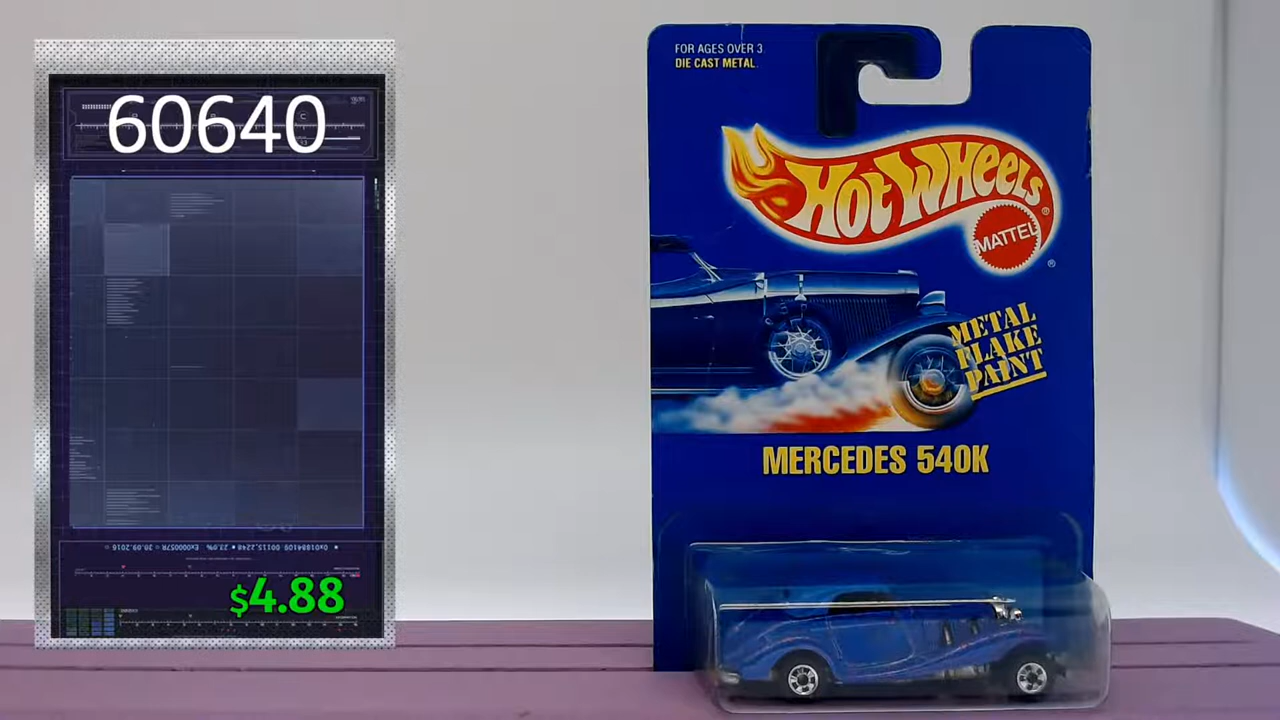 60640
$4.88
FOR AGES OVER 3.
DIE CAST METAL.
HOT WHEELS®
MATTEL
®
METAL
FLAKE
PAINT
MERCEDES 540K